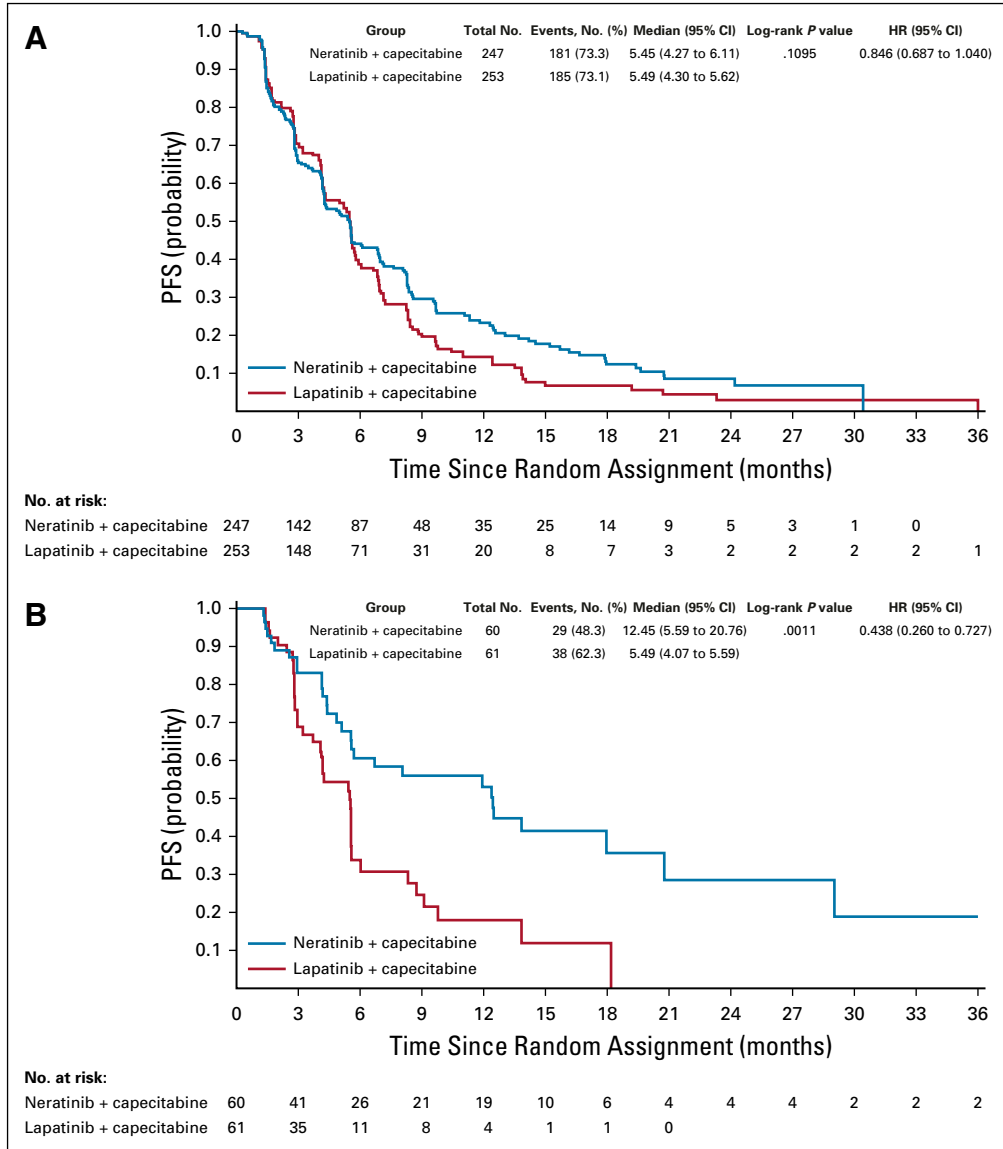 A
Group Total No. Events, No. (%) Median (95% CI) Log-rank P value HR (95% CI)
Neratinib + capecitabine 247 181 (73.3) 5.45 (4.27 to 6.11) .1095 0.846 (0.687 to 1.040)
Lapatinib + capecitabine 253 185 (73.1) 5.49 (4.30 to 5.62)
PFS (probability)
1.0
0.9
0.8
0.7
0.6
0.5
0.4
0.3
0.2
0.1
Neratinib + capecitabine
Lapatinib + capecitabine
0 3 6 9 12 15 18 21 24 27 30 33 36
Time Since Random Assignment (months)
No. at risk:
Neratinib + capecitabine 247 142 87 48 35 25 14 9 5 3 1 0
Lapatinib + capecitabine 253 148 71 31 20 8 7 3 2 2 2 2 1
B
Group Total No. Events, No. (%) Median (95% CI) Log-rank P value HR (95% CI)
Neratinib + capecitabine 60 29 (48.3) 12.45 (5.59 to 20.76) .0011 0.438 (0.260 to 0.727)
Lapatinib + capecitabine 61 38 (62.3) 5.49 (4.07 to 5.59)
PFS (probability)
1.0
0.9
0.8
0.7
0.6
0.5
0.4
0.3
0.2
0.1
Neratinib + capecitabine
Lapatinib + capecitabine
0 3 6 9 12 15 18 21 24 27 30 33 36
Time Since Random Assignment (months)
No. at risk:
Neratinib + capecitabine 60 41 26 21 19 10 6 4 4 4 2 2 2
Lapatinib + capecitabine 61 35 11 8 4 1 1 0